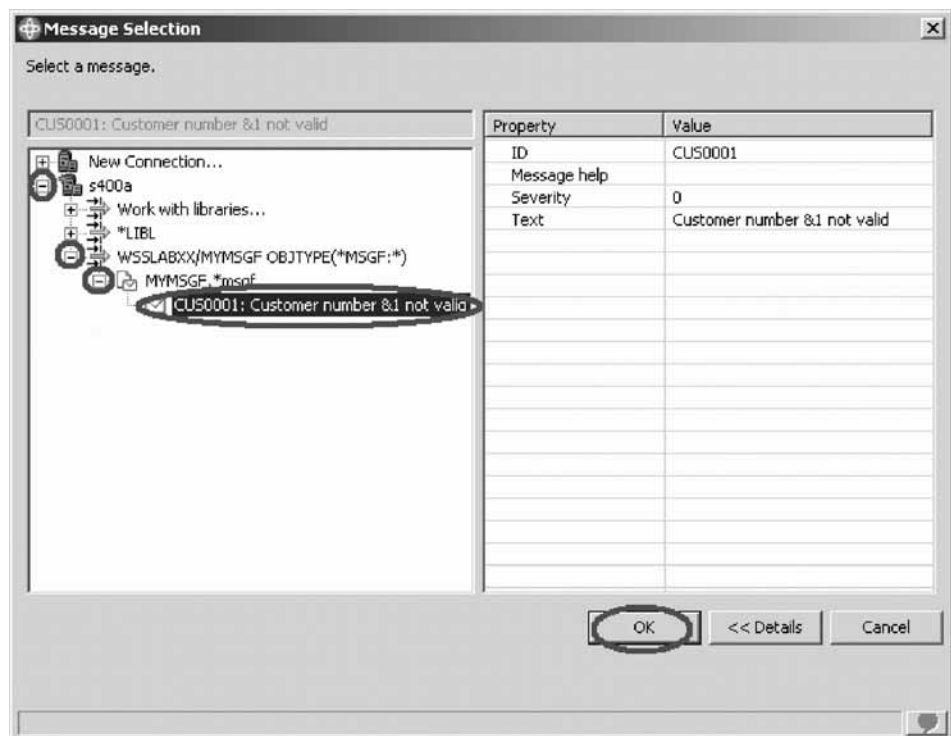 Message Selection
Select a message.
CUS0001: Customer number &1 not valid
New Connection...
s400a
Work with libraries...
*LIBL
WSSLABXX/MYMSGF OBJTYPE(*MSGF:*)
MYMSGF.*msgf
CUS0001: Customer number &1 not valid
Property Value
ID CUS0001
Message help
Severity 0
Text Customer number &1 not valid
OK << Details Cancel